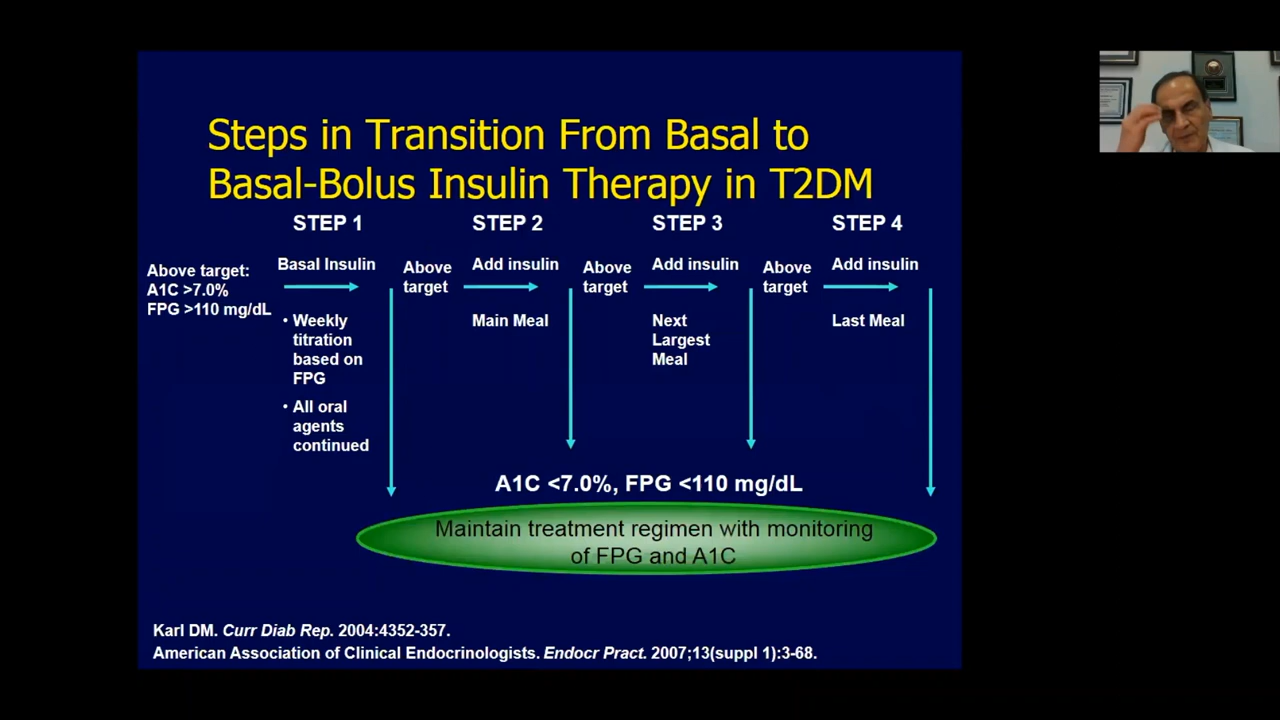 Steps in Transition From Basal to
Basal-Bolus Insulin Therapy in T2DM
STEP 1
STEP 2
STEP 3
STEP 4
Above target:
A1C >7.0%
FPG >110 mg/dL
Basal Insulin
• Weekly
titration
based on
FPG
• All oral
agents
continued
Above
target
Add insulin
Main Meal
Above
target
Add insulin
Next
Largest
Meal
Above
target
Add insulin
Last Meal
A1C <7.0%, FPG <110 mg/dL
Maintain treatment regimen with monitoring
of FPG and A1C
Karl DM. Curr Diab Rep. 2004:4352-357.
American Association of Clinical Endocrinologists. Endocr Pract. 2007;13(suppl 1):3-68.